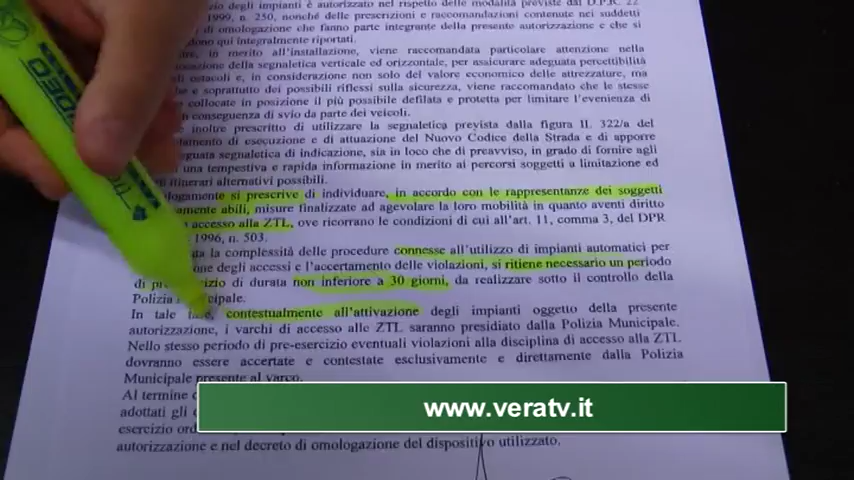 degli impianti è autorizzato nel rispetto delle modalità previste dal D.P.R. 22
1999, n. 250, nonché delle prescrizioni e raccomandazioni contenute nei suddetti
di omologazione che fanno parte integrante della presente autorizzazione e che si
qui integralmente riportati.
in merito all'installazione, viene raccomandata particolare attenzione nella
della segnaletica verticale ed orizzontale, per assicurare adeguata percettibilità
ostacoli e, in considerazione non solo del valore economico delle attrezzature, ma
e soprattutto dei possibili riflessi sulla sicurezza, viene raccomandato che le stesse
collocate in posizione il più possibile defilata e protetta per limitare l'evenienza di
conseguenza di svio da parte dei veicoli.
inoltre prescritto di utilizzare la segnaletica prevista dalla figura II. 322/a del
di esecuzione e di attuazione del Nuovo Codice della Strada e di apporre
segnaletica di indicazione, sia in loco che di preavviso, in grado di fornire agli
una tempestiva e rapida informazione in merito ai percorsi soggetti a limitazione ed
itinerari alternativi possibili.
si prescrive di individuare, in accordo con le rappresentanze dei soggetti
abili, misure finalizzate ad agevolare la loro mobilità in quanto aventi diritto
accesso alla ZTL, ove ricorrano le condizioni di cui all'art. 11, comma 3, del DPR
1996, n. 503.
la complessità delle procedure connesse all'utilizzo di impianti automatici per
degli accessi e l'accertamento delle violazioni, si ritiene necessario un periodo
di durata non inferiore a 30 giorni, da realizzare sotto il controllo della
Polizia
In tale contestualmente all'attivazione degli impianti oggetto della presente
autorizzazione, i varchi di accesso alle ZTL saranno presidiato dalla Polizia Municipale.
Nello stesso periodo di pre-esercizio eventuali violazioni alla disciplina di accesso alla ZTL
dovranno essere accertate e contestate esclusivamente e direttamente dalla Polizia
Municipale presente al varco.
Al termine
adottati gli
esercizio
autorizzazione e nel decreto di omologazione del dispositivo utilizzato.
www.veratv.it
VIDEO